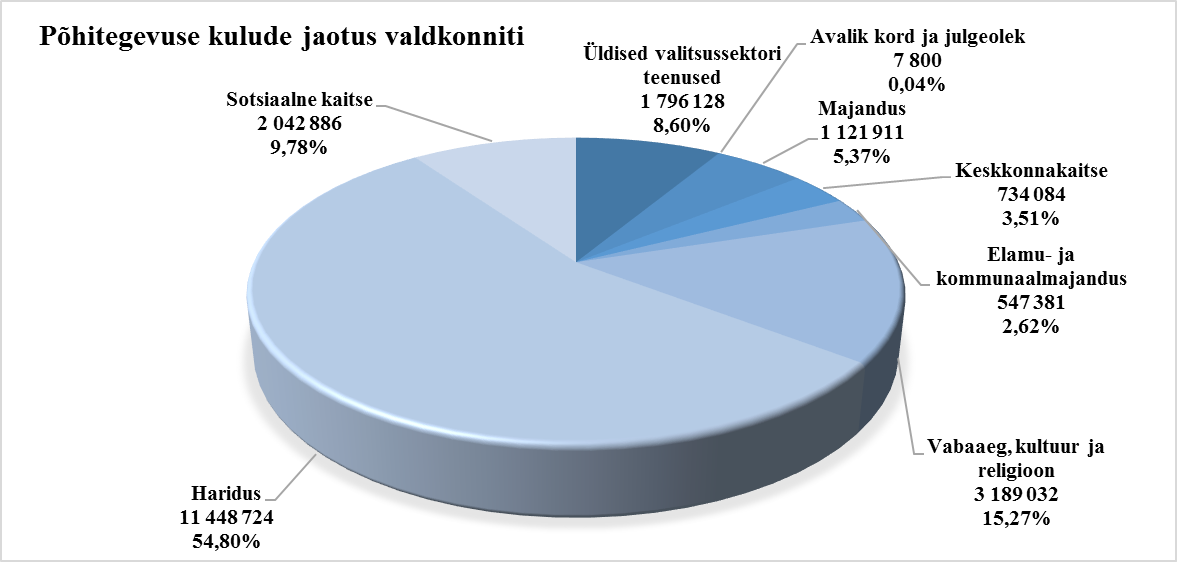 Põhitegevuse kulude jaotus valdkonniti
Üldised valitsussektori
teenused
1 796 128
8,60%
Avalik kord ja julgeolek
7 800
0,04%
Majandus
1 121 911
5,37%
Keskkonnakaitse
734 084
3,51%
Elamu- ja
kommunaalmajandus
547 381
2,62%
Vabaaeg, kultuur ja
religioon
3 189 032
15,27%
Haridus
11 448 724
54,80%
Sotsiaalne kaitse
2 042 886
9,78%